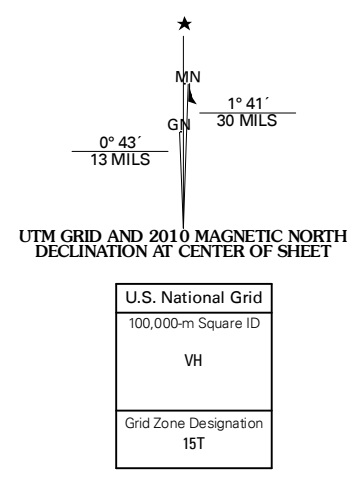 MN
1° 41´
30 MILS
GN
0° 43´
13 MILS
UTM GRID AND 2010 MAGNETIC NORTH
DECLINATION AT CENTER OF SHEET
U.S. National Grid
100,000-m Square ID
VH
Grid Zone Designation
15T